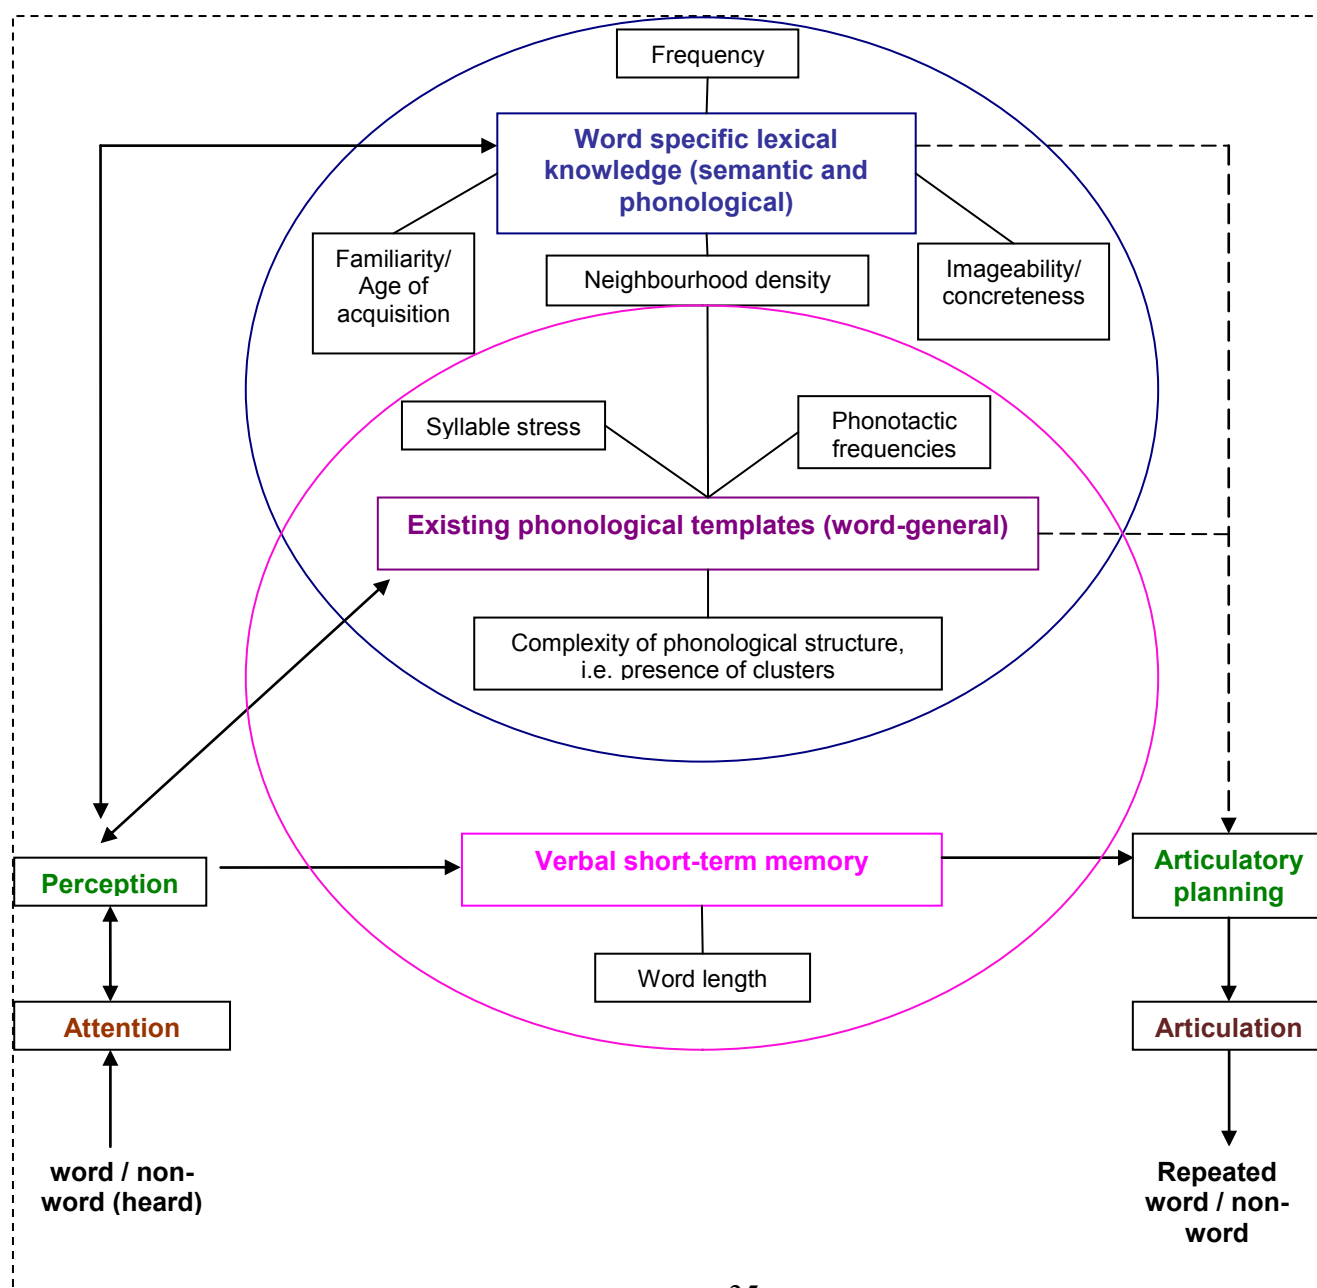 Frequency
Word specific lexical
knowledge (semantic and
phonological)
Familiarity/
Age of
acquisition
Neighbourhood density
Imageability/
concreteness
Syllable stress
Phonotactic
frequencies
Existing phonological templates (word-general)
Complexity of phonological structure,
i.e. presence of clusters
Perception
Verbal short-term memory
Articulatory
planning
Word length
Attention
Articulation
word / non-
word (heard)
Repeated
word / non-
word